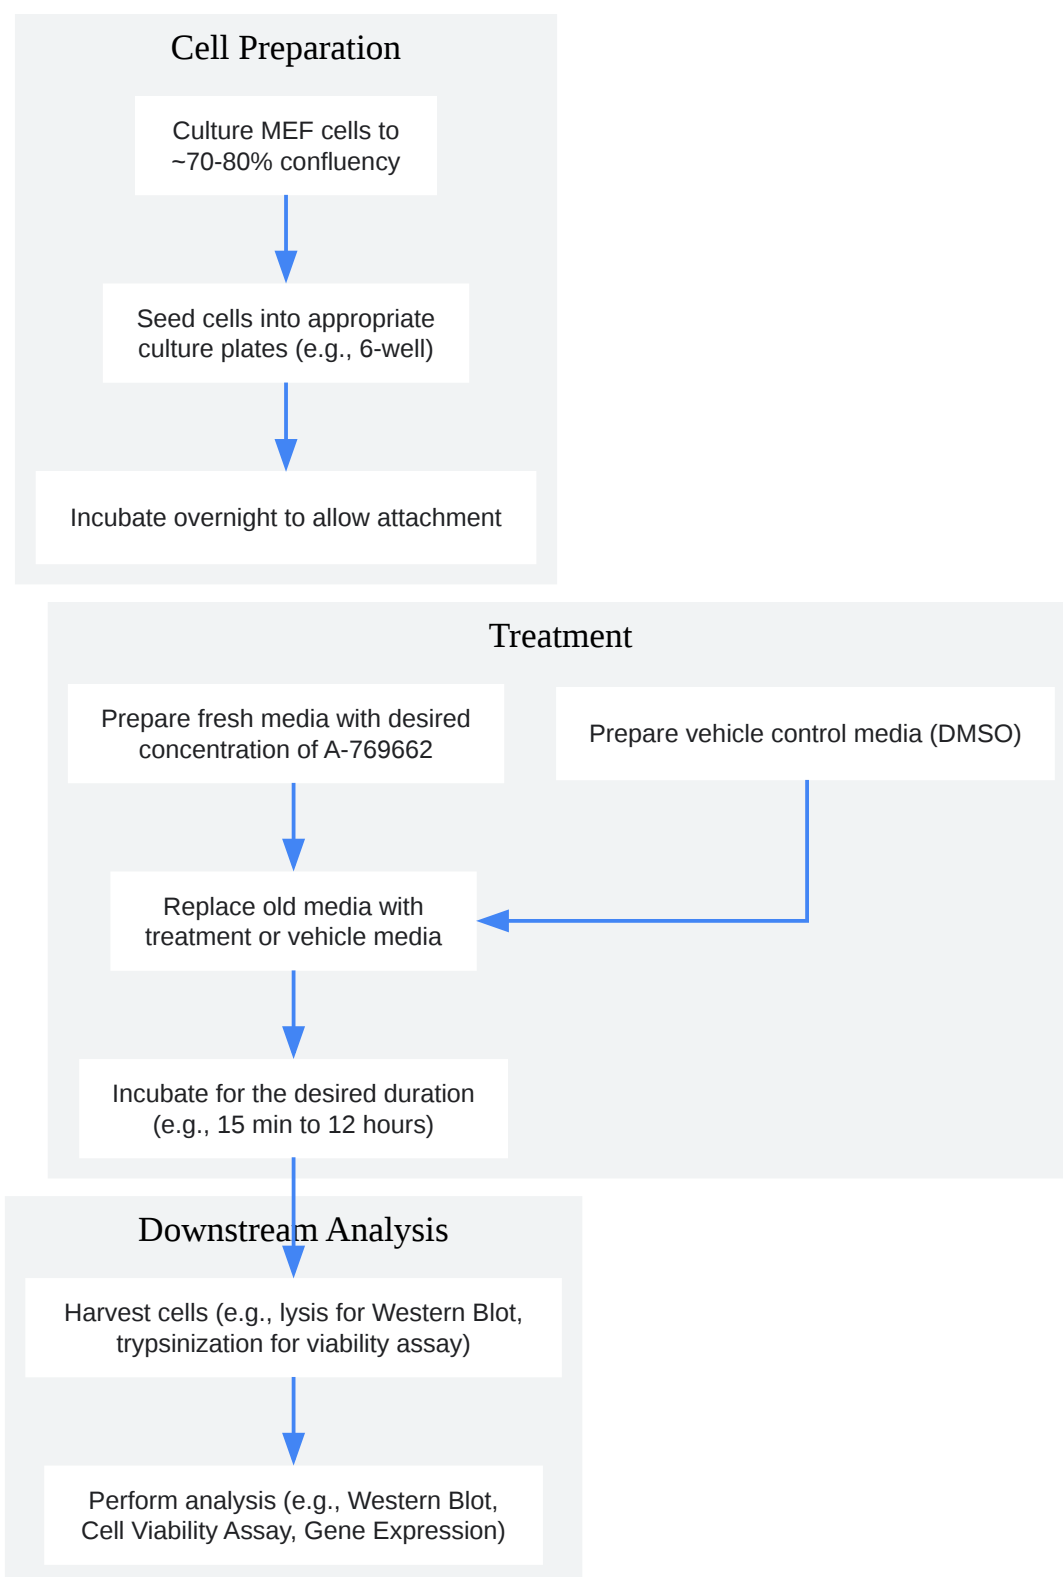 Cell Preparation
Culture MEF cells to
~70-80% confluency
Seed cells into appropriate
culture plates (e.g., 6-well)
Incubate overnight to allow attachment
Treatment
Prepare fresh media with desired
concentration of A-769662
Prepare vehicle control media (DMSO)
Replace old media with
treatment or vehicle media
Incubate for the desired duration
(e.g., 15 min to 12 hours)
Downstream Analysis
Harvest cells (e.g., lysis for Western Blot,
trypsinization for viability assay)
Perform analysis (e.g., Western Blot,
Cell Viability Assay, Gene Expression)